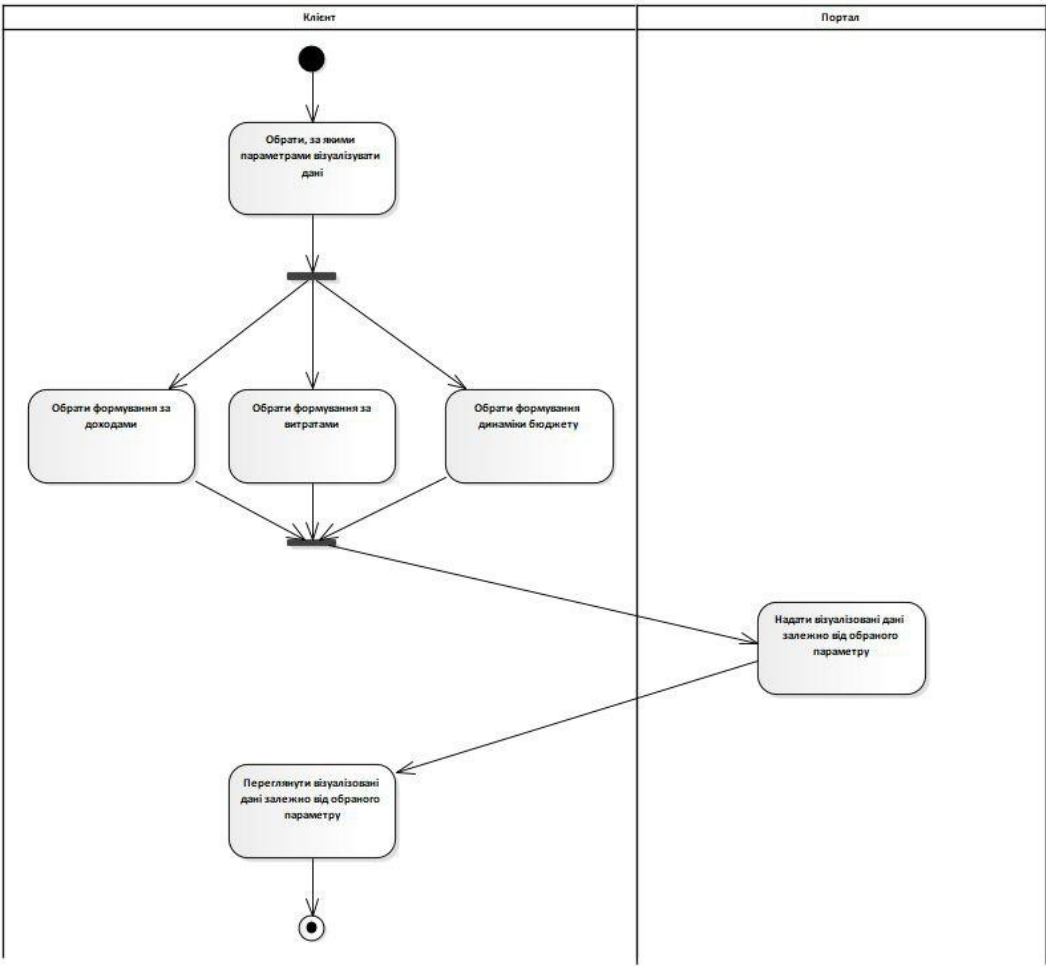 Клієнт
Портал
Обрати, за якими
параметрами візуалізувати
дані
Обрати формування за
доходами
Обрати формування за
витратами
Обрати формування
динаміки бюджету
Надати візуалізовані дані
залежно від обраного
параметру
Переглянути візуалізовані
дані залежно від обраного
параметру